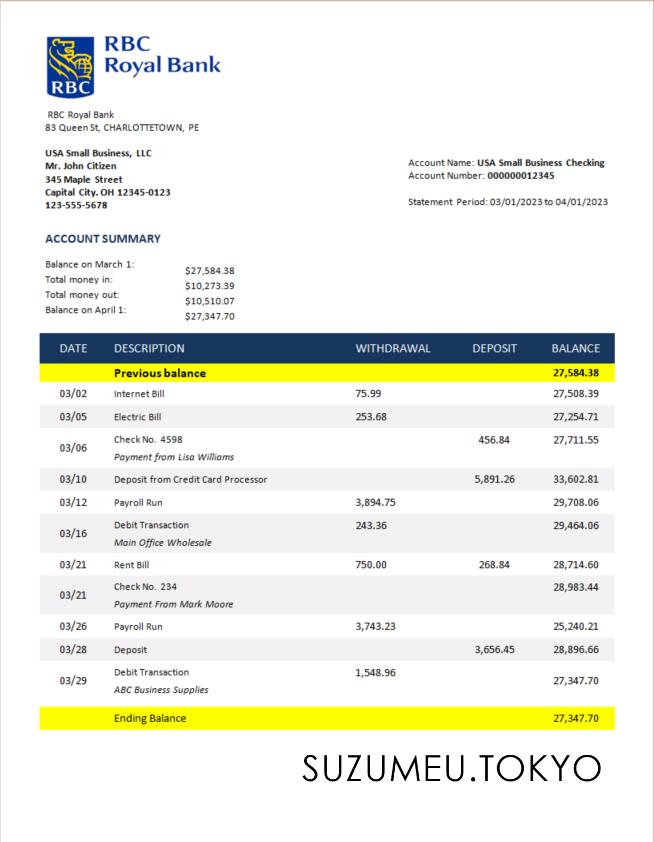 RBC
Royal Bank
RBC
RBC Royal Bank
83 Queen St, CHARLOTTETOWN, PE
USA Small Business, LLC
Mr. John Citizen
345 Maple Street
Capital City. OH 12345-0123
123-555-5678
Account Name: USA Small Business Checking
Account Number: 000000012345
Statement Period: 03/01/2023 to 04/01/2023
ACCOUNT SUMMARY
Balance on March 1: $27,584.38
Total money in: $10,273.39
Total money out: $10,510.07
Balance on April 1: $27,347.70
DATE DESCRIPTION WITHDRAWAL DEPOSIT BALANCE
Previous balance 27,584.38
03/02 Internet Bill 75.99 27,508.39
03/05 Electric Bill 253.68 27,254.71
03/06 Check No. 4598 456.84 27,711.55
Payment from Lisa Williams
03/10 Deposit from Credit Card Processor 5,891.26 33,602.81
03/12 Payroll Run 3,894.75 29,708.06
03/16 Debit Transaction 243.36 29,464.06
Main Office Wholesale
03/21 Rent Bill 750.00 268.84 28,714.60
03/21 Check No. 234 28,983.44
Payment From Mark Moore
03/26 Payroll Run 3,743.23 25,240.21
03/28 Deposit 3,656.45 28,896.66
03/29 Debit Transaction 1,548.96 27,347.70
ABC Business Supplies
Ending Balance 27,347.70
SUZUMEU.TOKYO